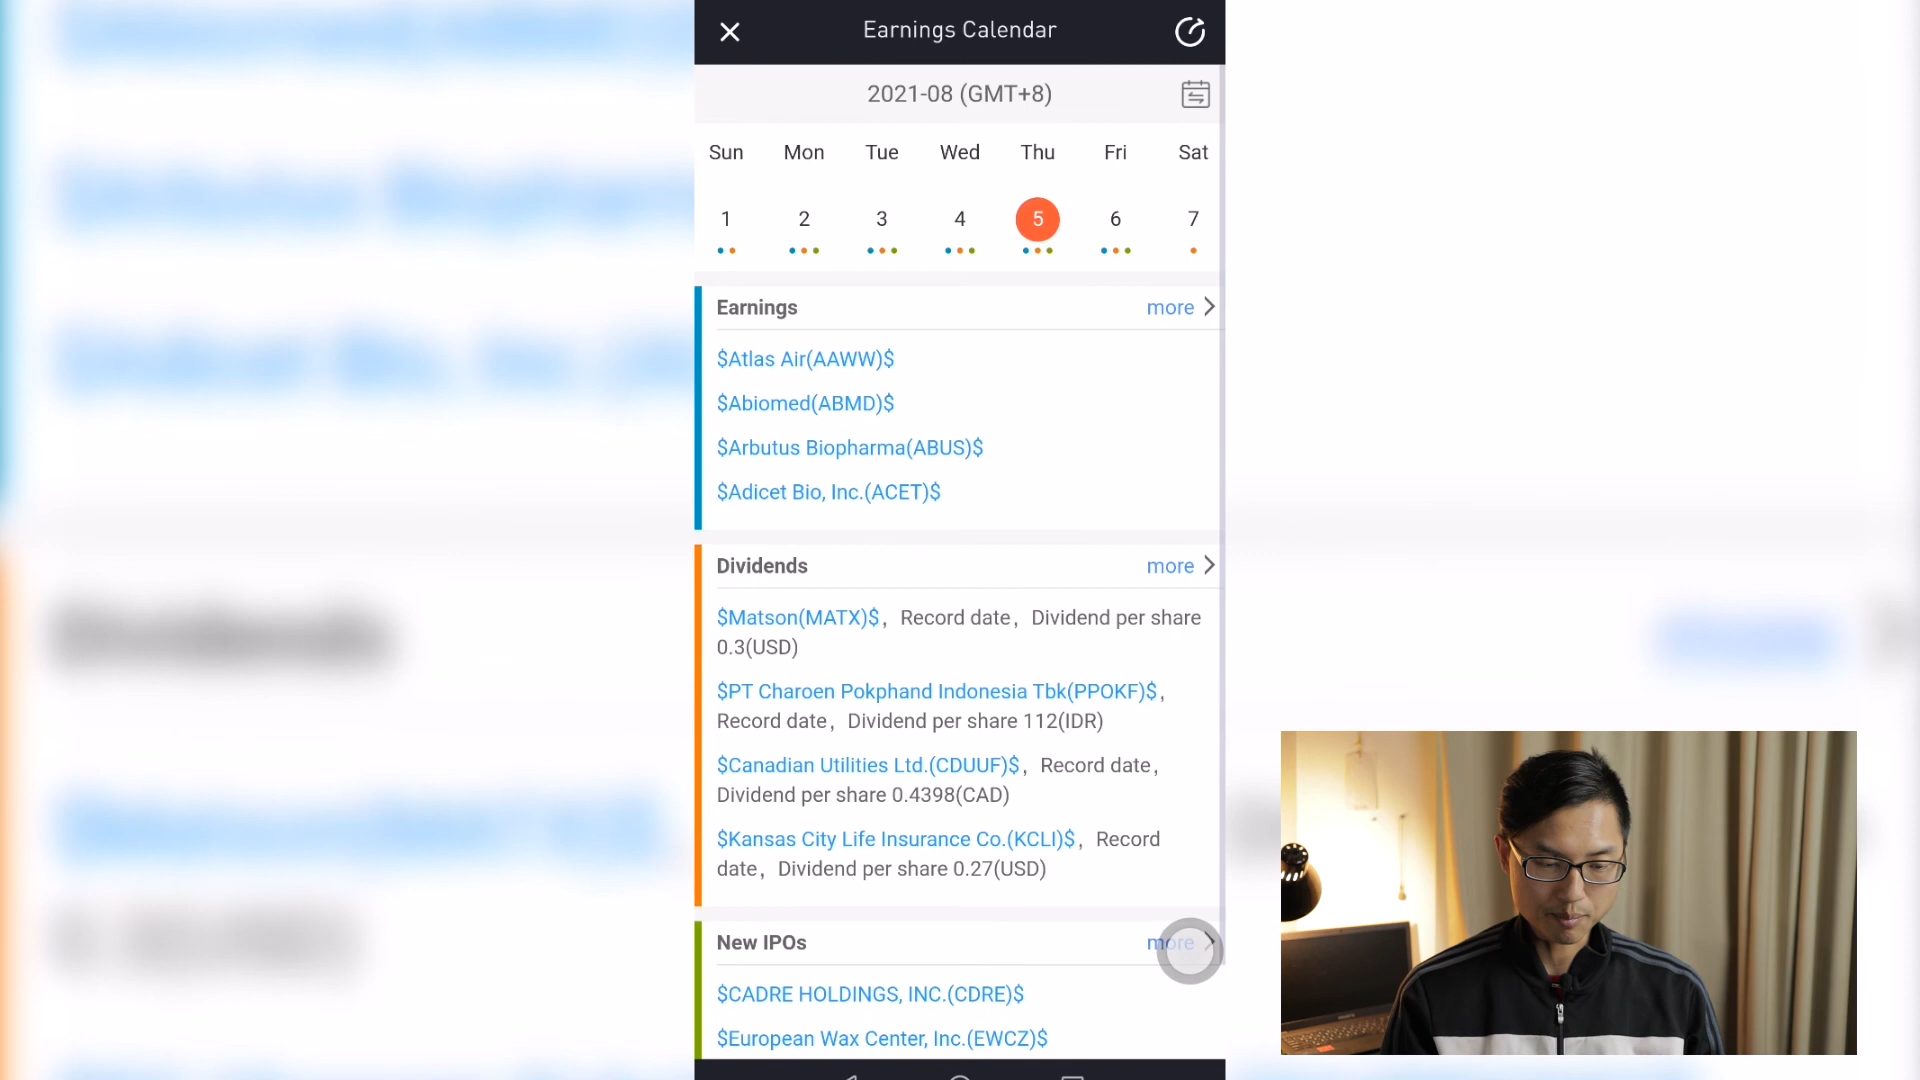 Earnings Calendar
2021-08 (GMT+8)
Sun Mon Tue Wed Thu Fri Sat
1 2 3 4 5 6 7
Earnings more
$Atlas Air(AAWW)$
$Abiomed(ABMD)$
$Arbutus Biopharma(ABUS)$
$Adicet Bio, Inc.(ACET)$
Dividends more
$Matson(MATX)$, Record date, Dividend per share
0.3(USD)
$PT Charoen Pokphand Indonesia Tbk(PPOKF)$,
Record date, Dividend per share 112(IDR)
$Canadian Utilities Ltd.(CDUUF)$, Record date,
Dividend per share 0.4398(CAD)
$Kansas City Life Insurance Co.(KCLI)$, Record
date, Dividend per share 0.27(USD)
New IPOs more
$CADRE HOLDINGS, INC.(CDRE)$
$European Wax Center, Inc.(EWCZ)$
Dividends